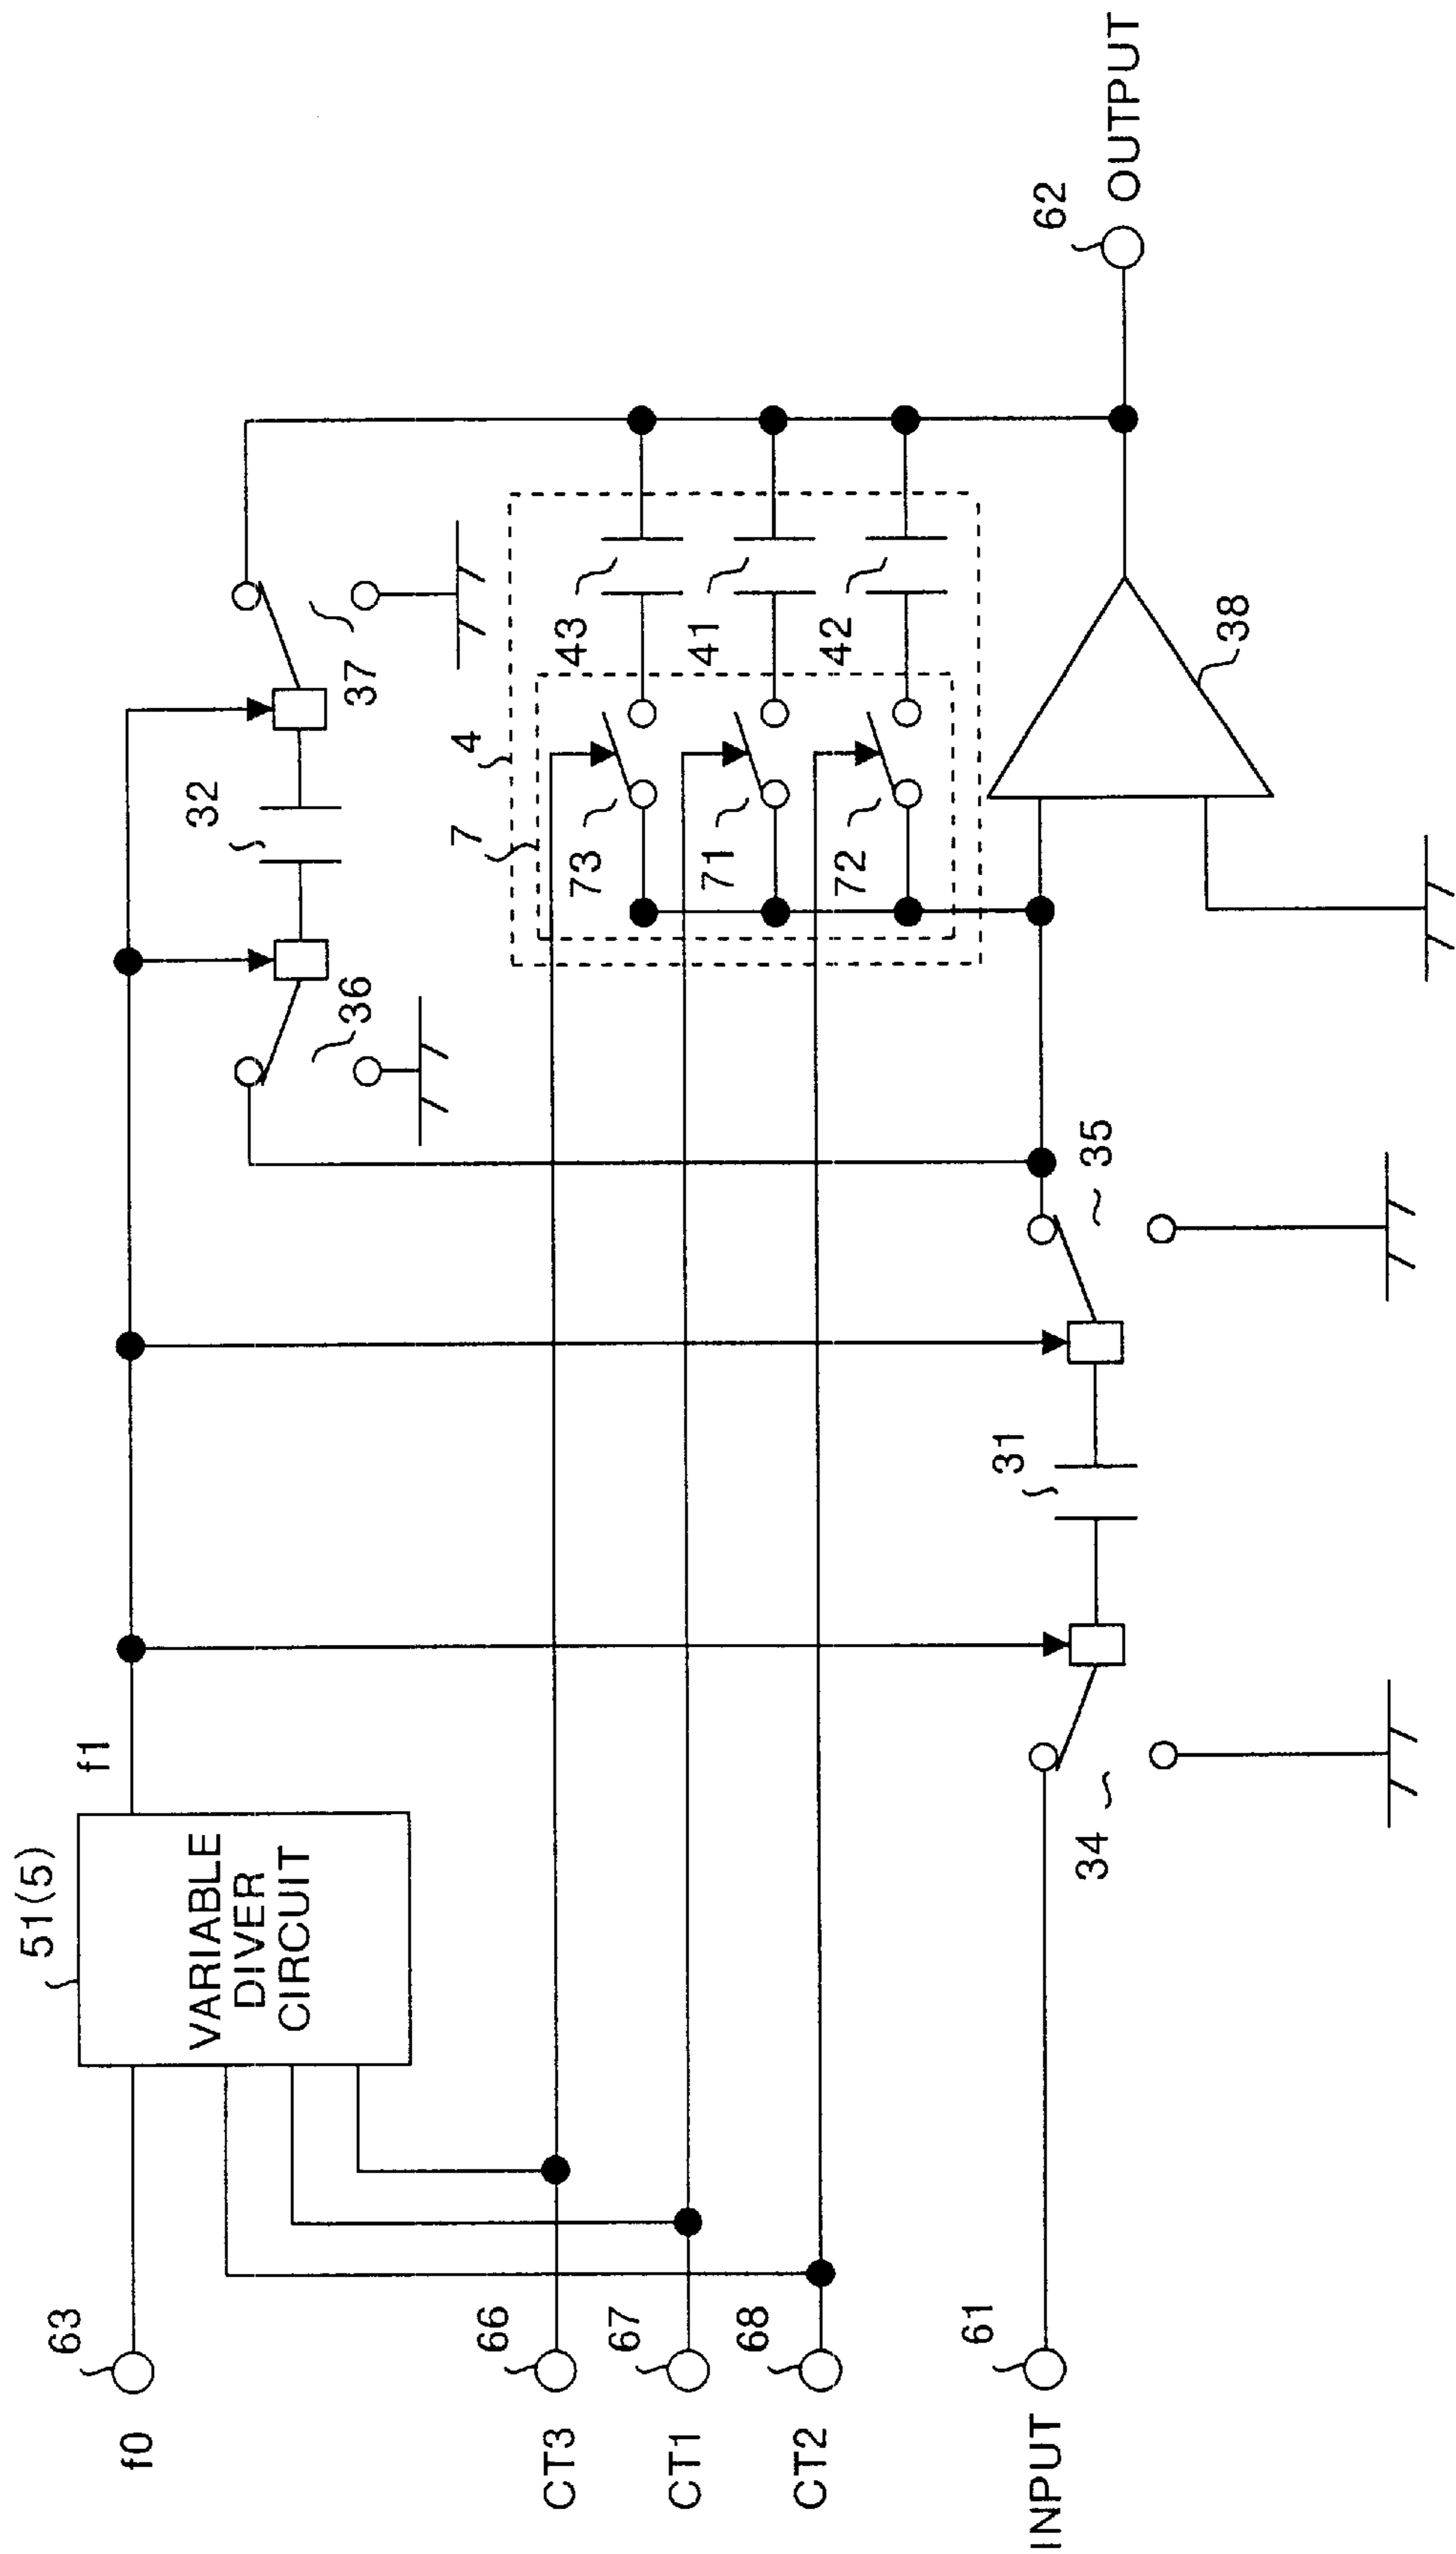 51(5)
63
f0
VARIABLE
DIVER
CIRCUIT
f1
32
36
37
66
CT3
67
CT1
68
CT2
7
4
73
43
71
41
72
42
61
INPUT
34
31
35
38
62
OUTPUT